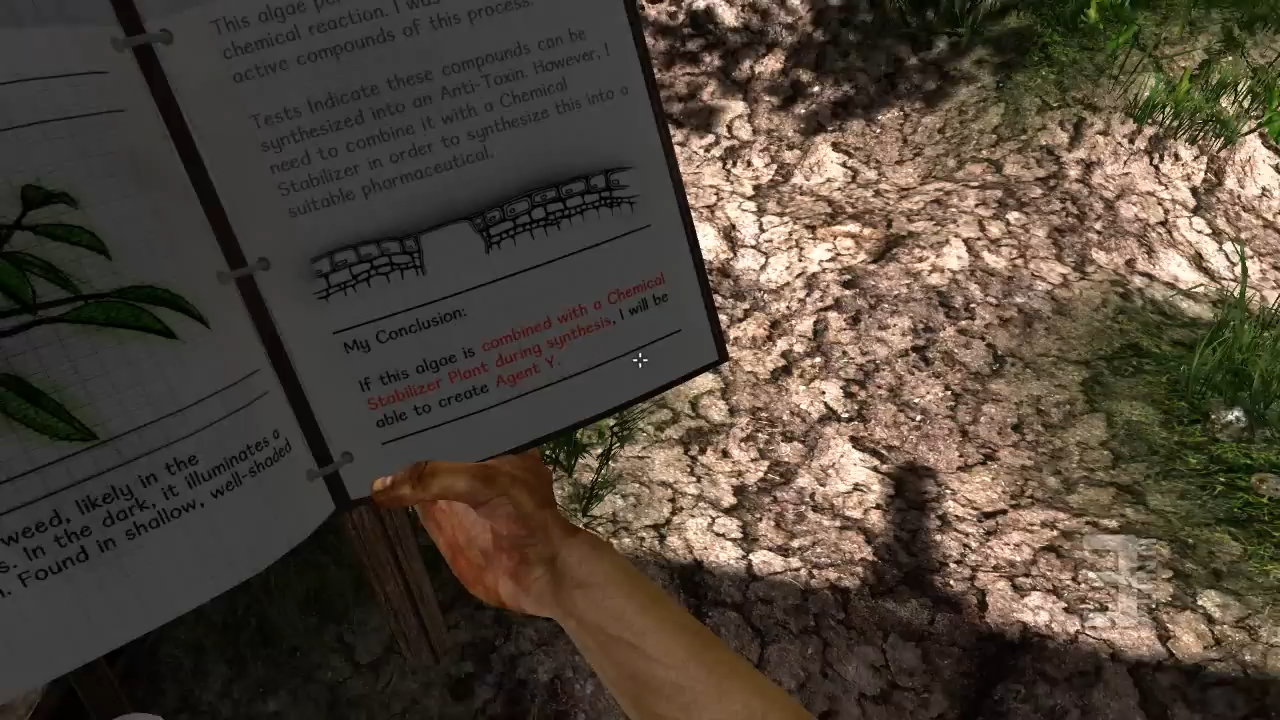 weed, likely in the
In the dark, it illuminates a
Found in shallow, well-shaded
This algae
chemical reaction. I was
active compounds of this process.
Tests Indicate these compounds can be
synthesized into an Anti-Toxin. However, I
need to combine it with a Chemical
Stabilizer in order to synthesize this into a
suitable pharmaceutical.
My Conclusion:
If this algae is combined with a Chemical
Stabilizer Plant during synthesis, I will be
able to create Agent Y.